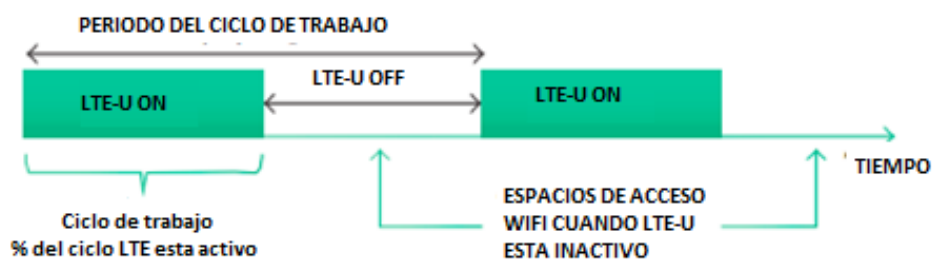 PERIODO DEL CICLO DE TRABAJO
LTE-U ON
LTE-U OFF
LTE-U ON
TIEMPO
Ciclo de trabajo
% del ciclo LTE esta activo
ESPACIOS DE ACCESO
WIFI CUANDO LTE-U
ESTA INACTIVO